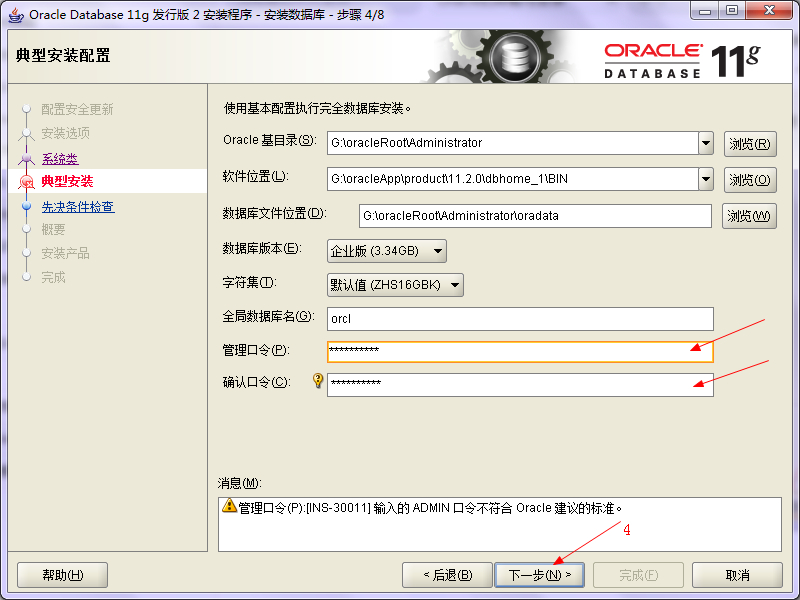 Oracle Database 11g 发行版 2 安装程序 - 安装数据库 - 步骤 4/8
典型安装配置
ORACLE®
DATABASE 11g
配置安全更新
安装选项
系统类
典型安装
先决条件检查
概要
安装产品
完成
使用基本配置执行完全数据库安装。
Oracle 基目录(S): G:\oracleRoot\Administrator 浏览(R)
软件位置(L): G:\oracleApp\product\11.2.0\dbhome_1\BIN 浏览(O)
数据库文件位置(D): G:\oracleRoot\Administrator\oradata 浏览(W)
数据库版本(E): 企业版 (3.34GB)
字符集(T): 默认值 (ZHS16GBK)
全局数据库名(G): orcl
管理口令(P): **********
确认口令(C): **********
消息(M):
管理口令(P):[INS-30011] 输入的 ADMIN 口令不符合 Oracle 建议的标准。
4
帮助(H) < 后退(B) 下一步(N) > 完成(F) 取消